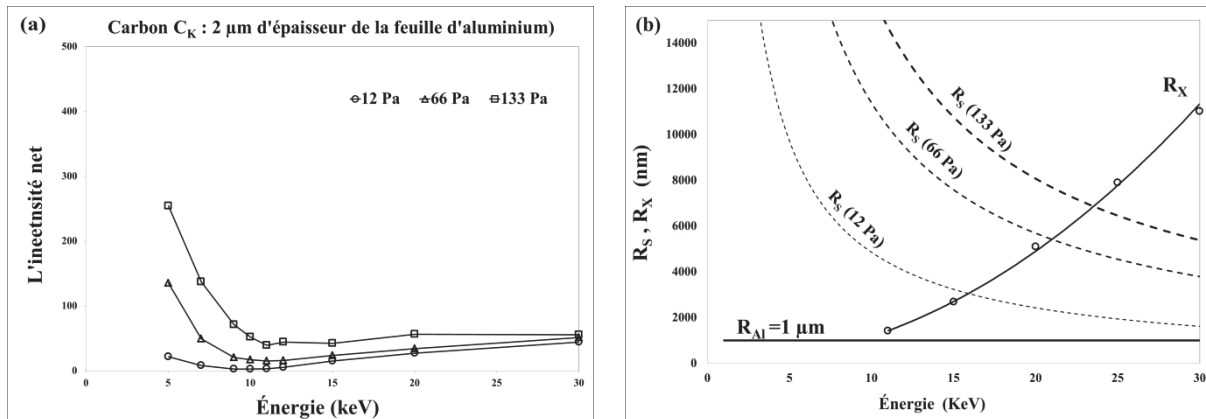 (a) Carbon C_K : 2 µm d'épaisseur de la feuille d'aluminium)
500
400
300
200
100
0
12 Pa 66 Pa 133 Pa
L'ineetnsité net
0 5 10 15 20 25 30
Énergie (keV)
(b)
14000
12000
10000
8000
6000
4000
2000
0
R_S , R_X (nm)
R_X
R_S (133 Pa)
R_S (66 Pa)
R_S (12 Pa)
R_Al =1 µm
0 5 10 15 20 25 30
Énergie (KeV)